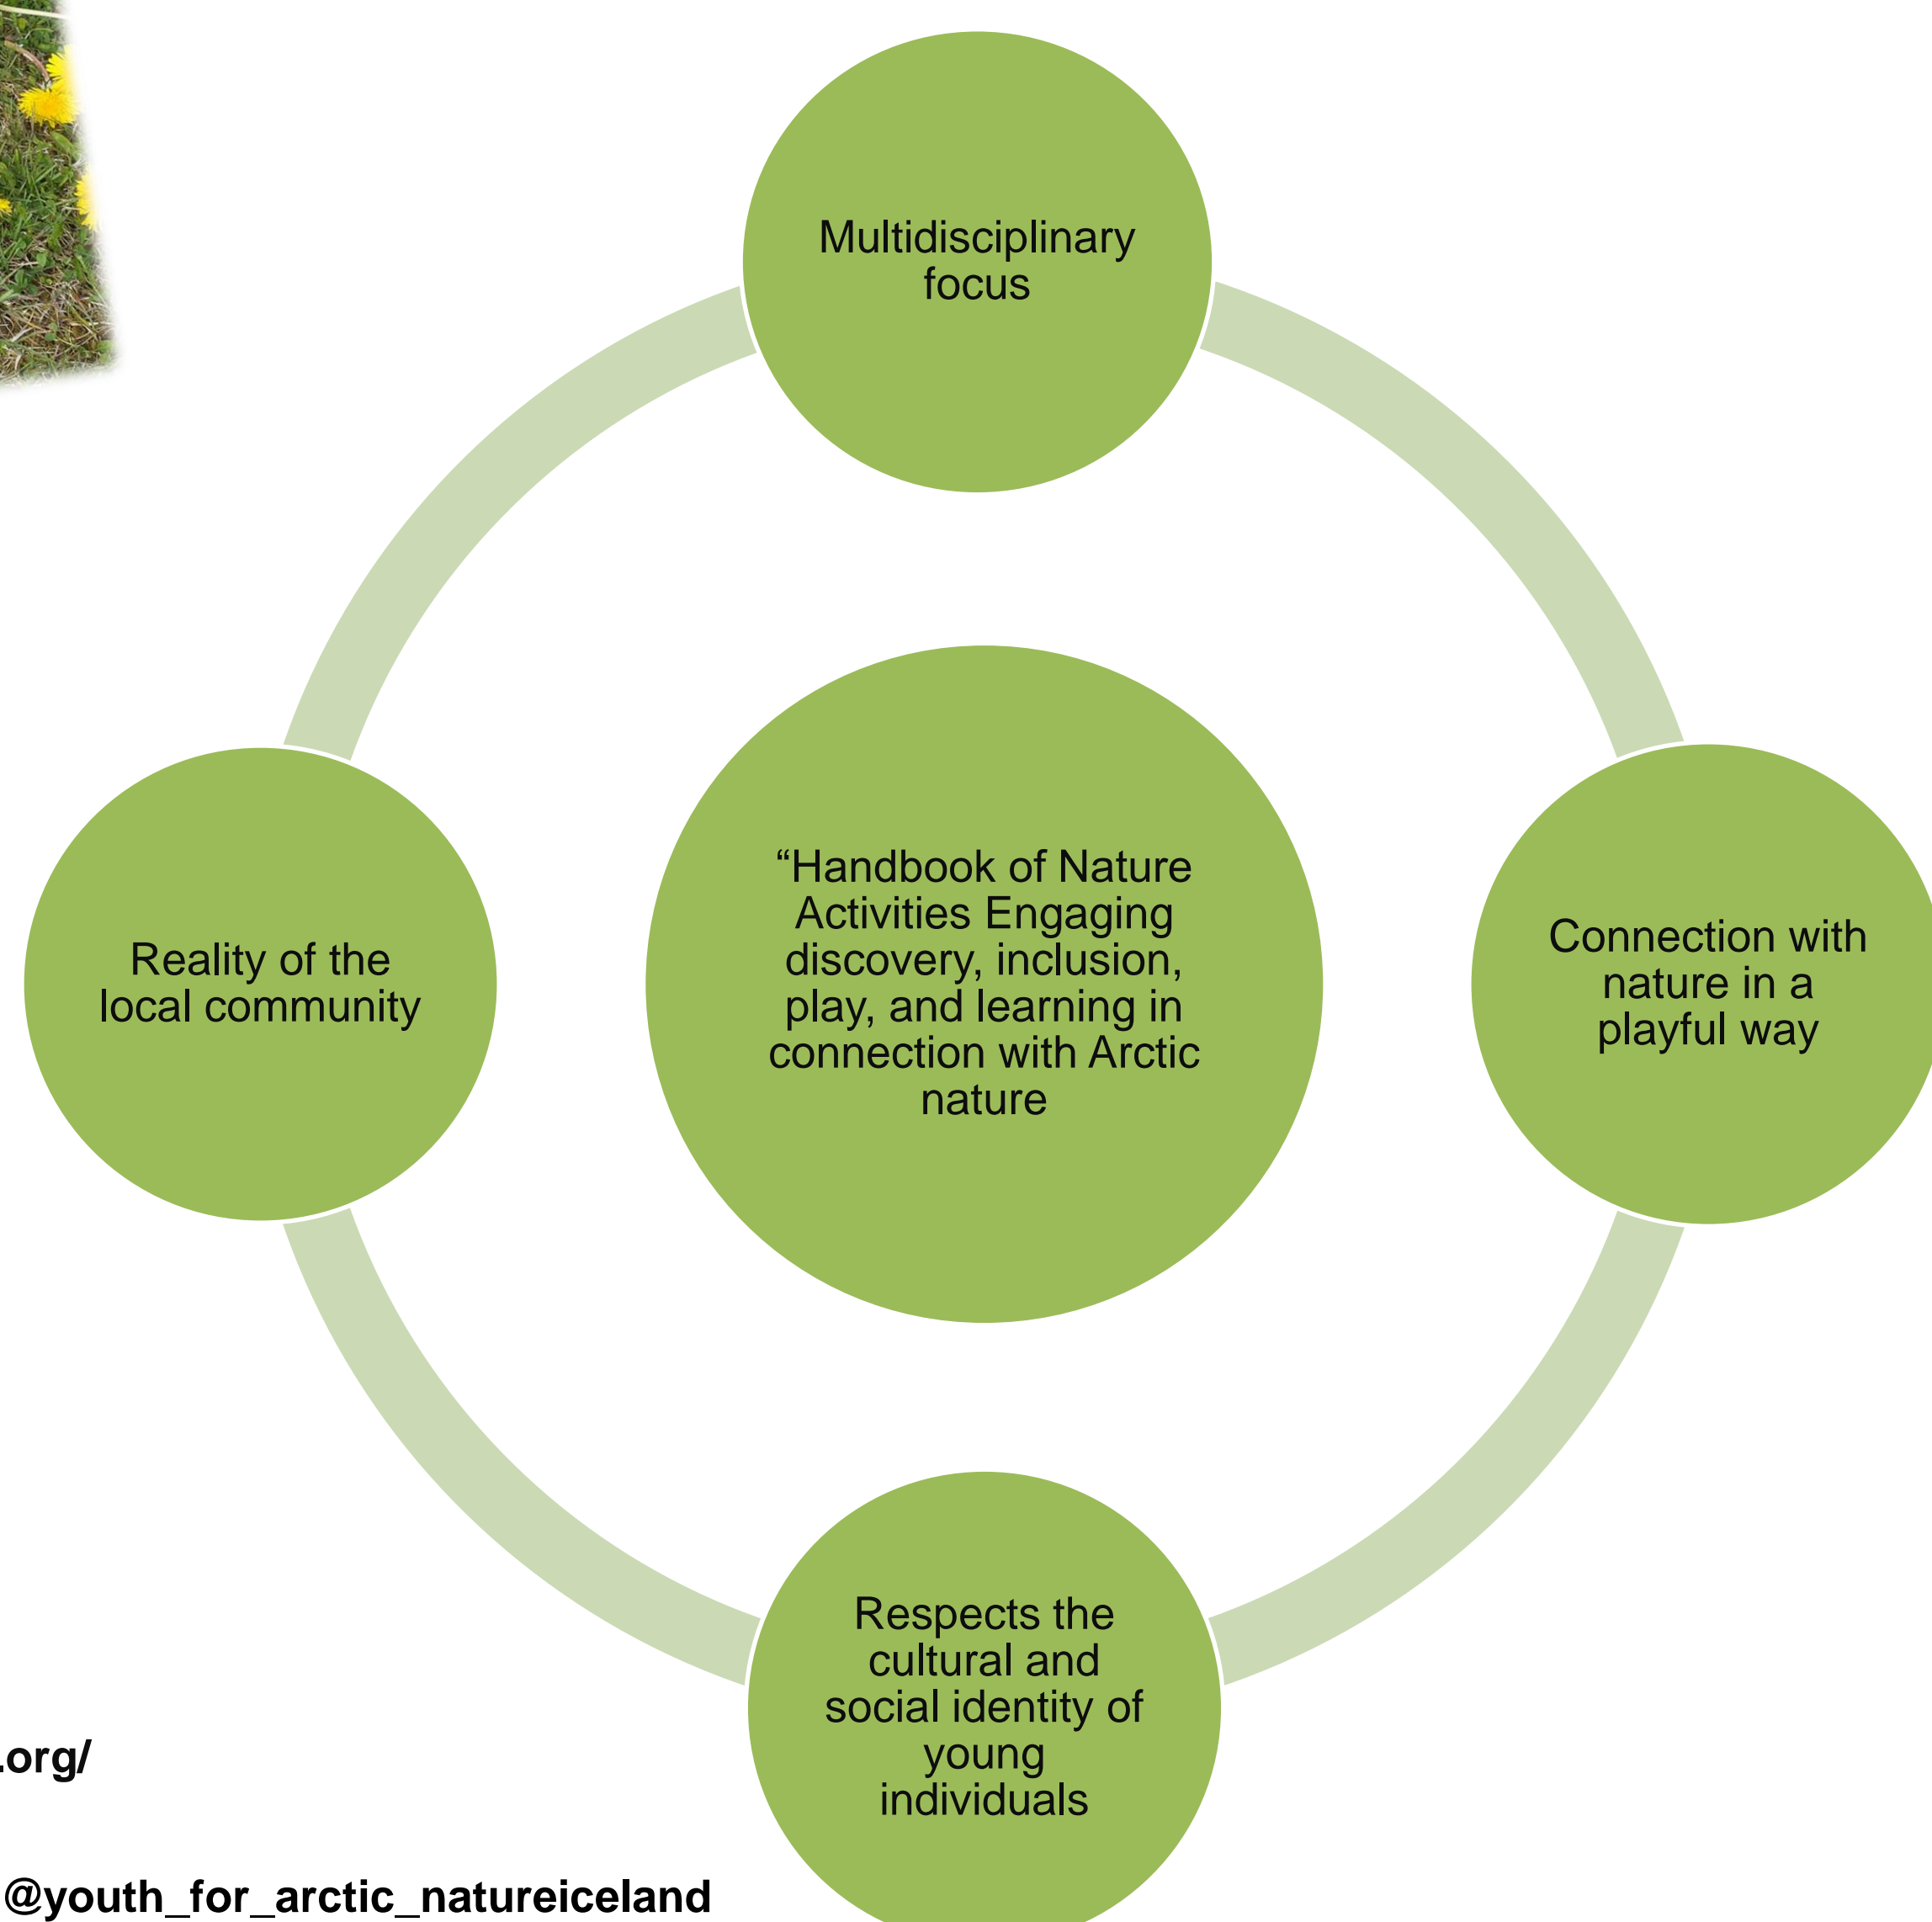 Multidisciplinary
focus
Reality of the
local community
“Handbook of Nature
Activities Engaging
discovery, inclusion,
play, and learning in
connection with Arctic
nature
Connection with
nature in a
playful way
Respects the
cultural and
social identity of
young
individuals
.org/
@youth_for_arctic_natureiceland